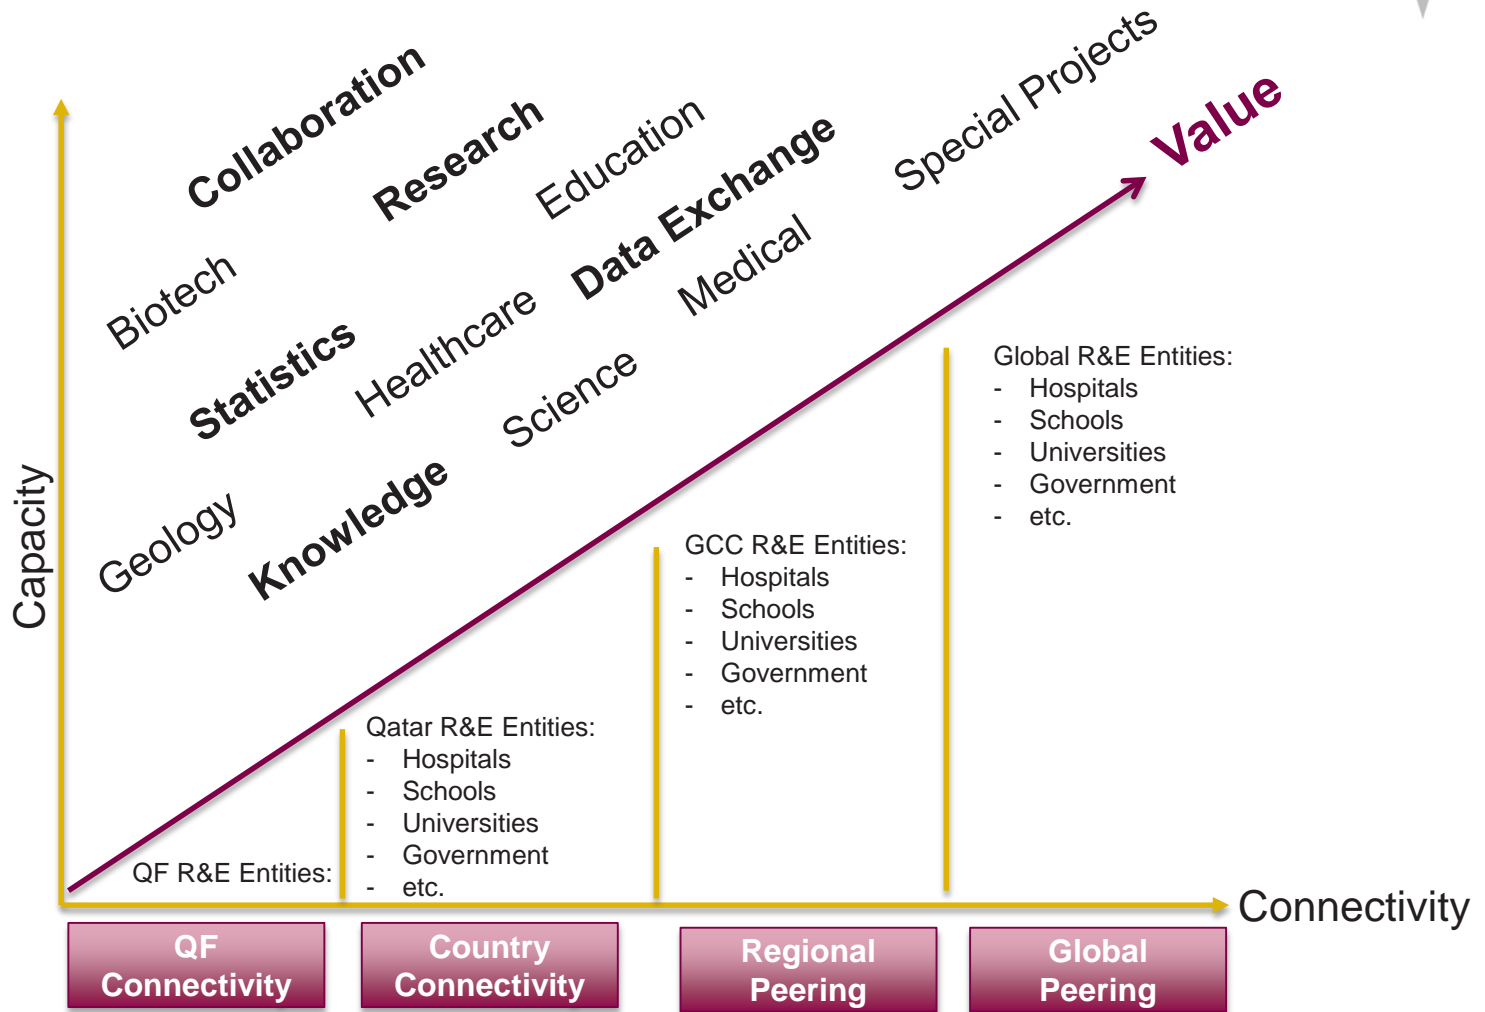 Collaboration
Research
Education
Data Exchange
Special Projects
Value
Biotech
Statistics
Healthcare
Science
Medical
Geology
Knowledge
Capacity
Global R&E Entities:
- Hospitals
- Schools
- Universities
- Government
- etc.
GCC R&E Entities:
- Hospitals
- Schools
- Universities
- Government
- etc.
Qatar R&E Entities:
- Hospitals
- Schools
- Universities
- Government
- etc.
QF R&E Entities:
Connectivity
QF
Connectivity
Country
Connectivity
Regional
Peering
Global
Peering